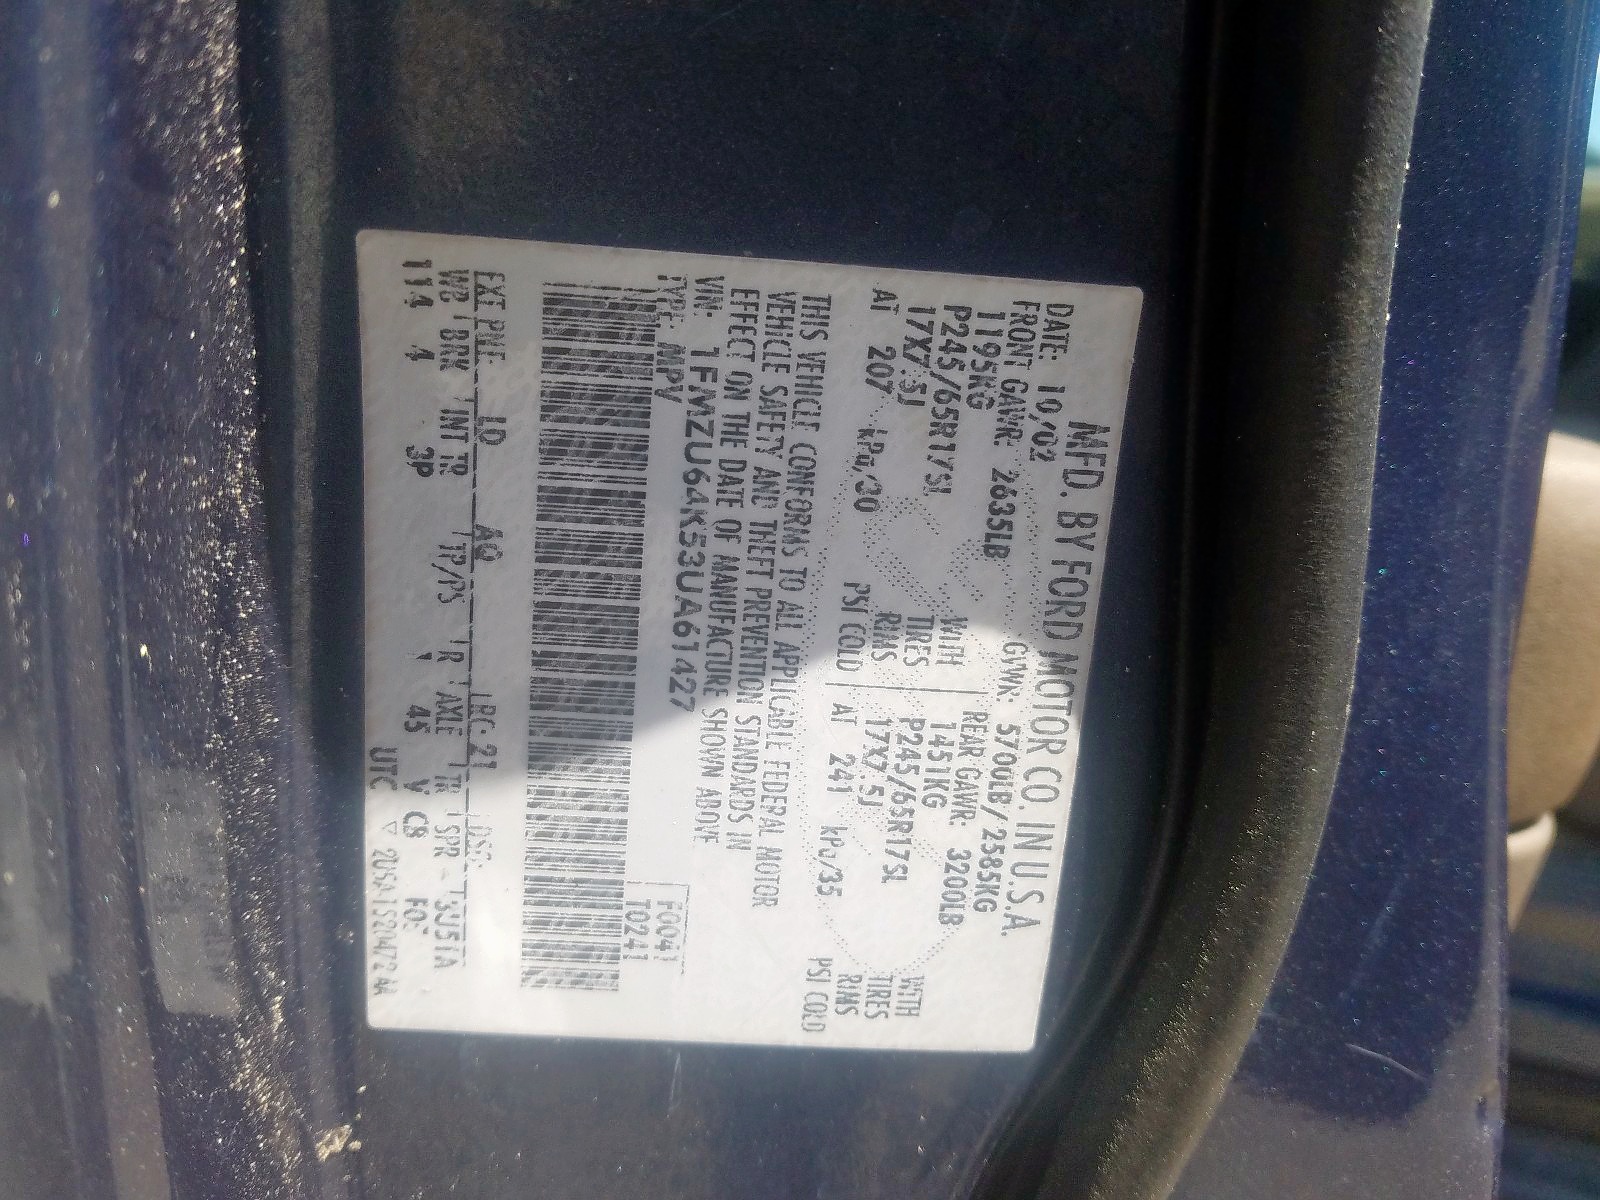 MFD. BY FORD MOTOR CO. IN U.S.A.
DATE: 10/02 GVWR: 5700LB/ 2585KG
FRONT GAWR: 2635LB REAR GAWR: 3200LB
1195KG WITH 1451KG WITH
P245/65R17SL TIRES P245/65R17SL TIRES
17X7.5J RIMS 17X7.5J RIMS
AT 207 kPa/30 PSI COLD AT 241 kPa/35 PSI COLD
THIS VEHICLE CONFORMS TO ALL APPLICABLE FEDERAL MOTOR
VEHICLE SAFETY AND THEFT PREVENTION STANDARDS IN
EFFECT ON THE DATE OF MANUFACTURE SHOWN ABOVE
VIN: 1FMZU64K53UA61427
TYPE: MPV
F0041
T0241
EXT PNT: LD AQ RC: 21 DSO:
WB BRK INT TR TP/PS R AXLE TR SPR
114 4 3P 45 V CB
UTC